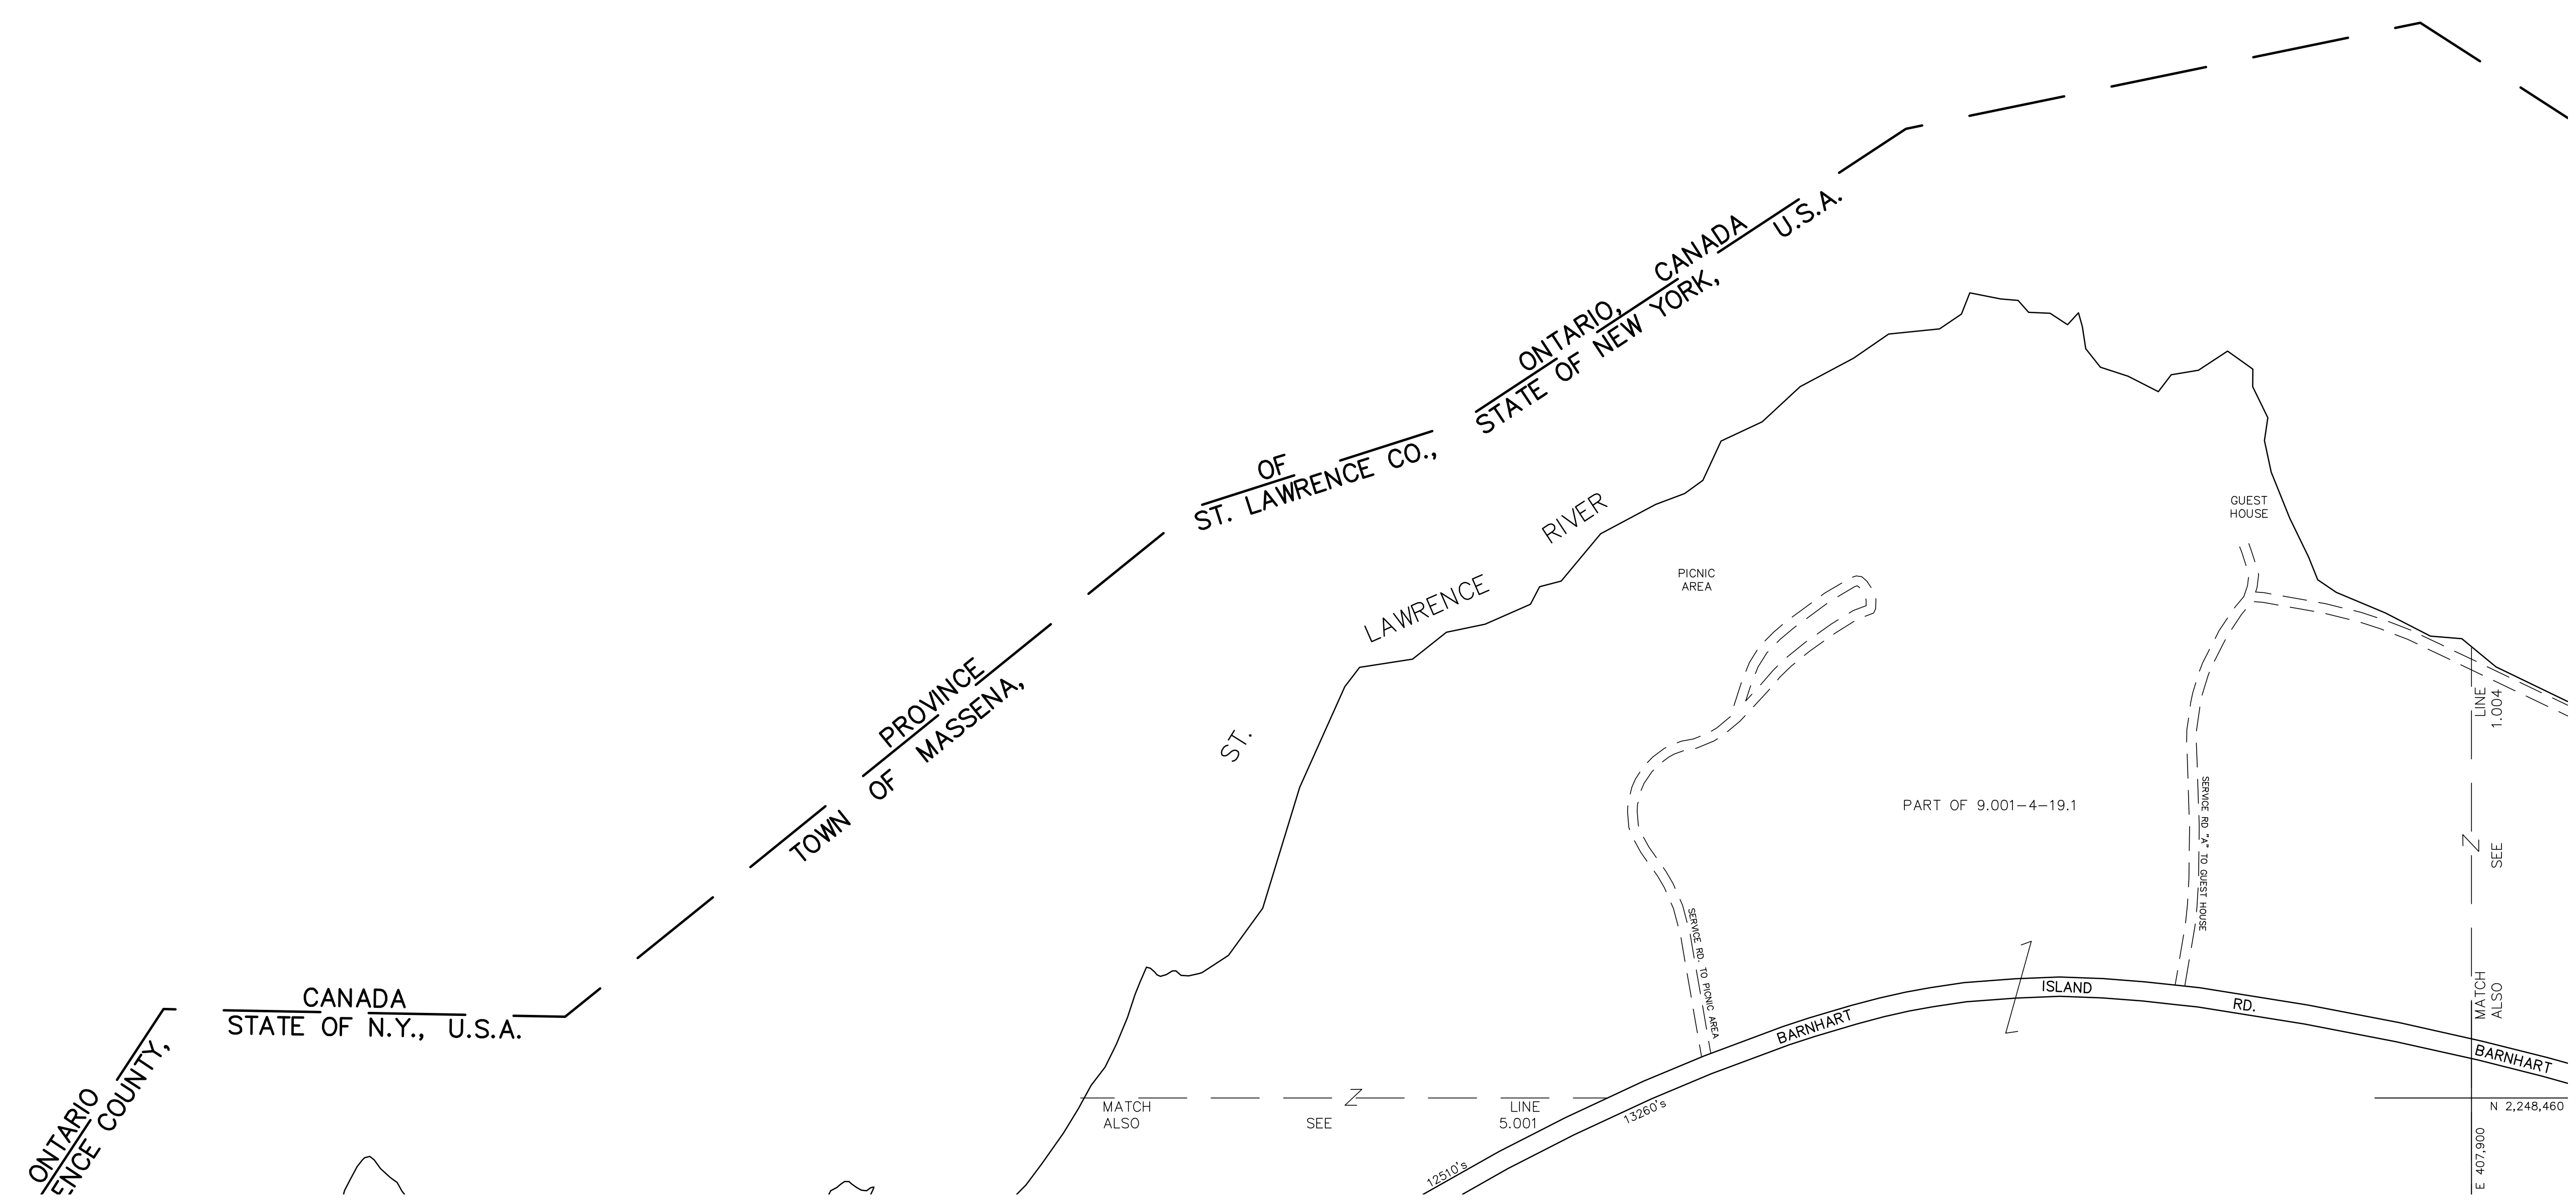 PROVINCE OF ONTARIO, CANADA
TOWN OF MASSENA, ST. LAWRENCE CO., STATE OF NEW YORK, U.S.A.
ST. LAWRENCE RIVER
GUEST
HOUSE
PICNIC
AREA
LINE
1.004
PART OF 9.001-4-19.1
SERVICE RD "A" TO GUEST HOUSE
SEE
SERVICE RD. TO PICNIC AREA
MATCH
ALSO
CANADA
STATE OF N.Y., U.S.A.
BARNHART ISLAND RD.
BARNHART
ONTARIO
ENCE COUNTY,
MATCH LINE
ALSO SEE 5.001
13260's
12510's
N 2,248,460
E 407,900